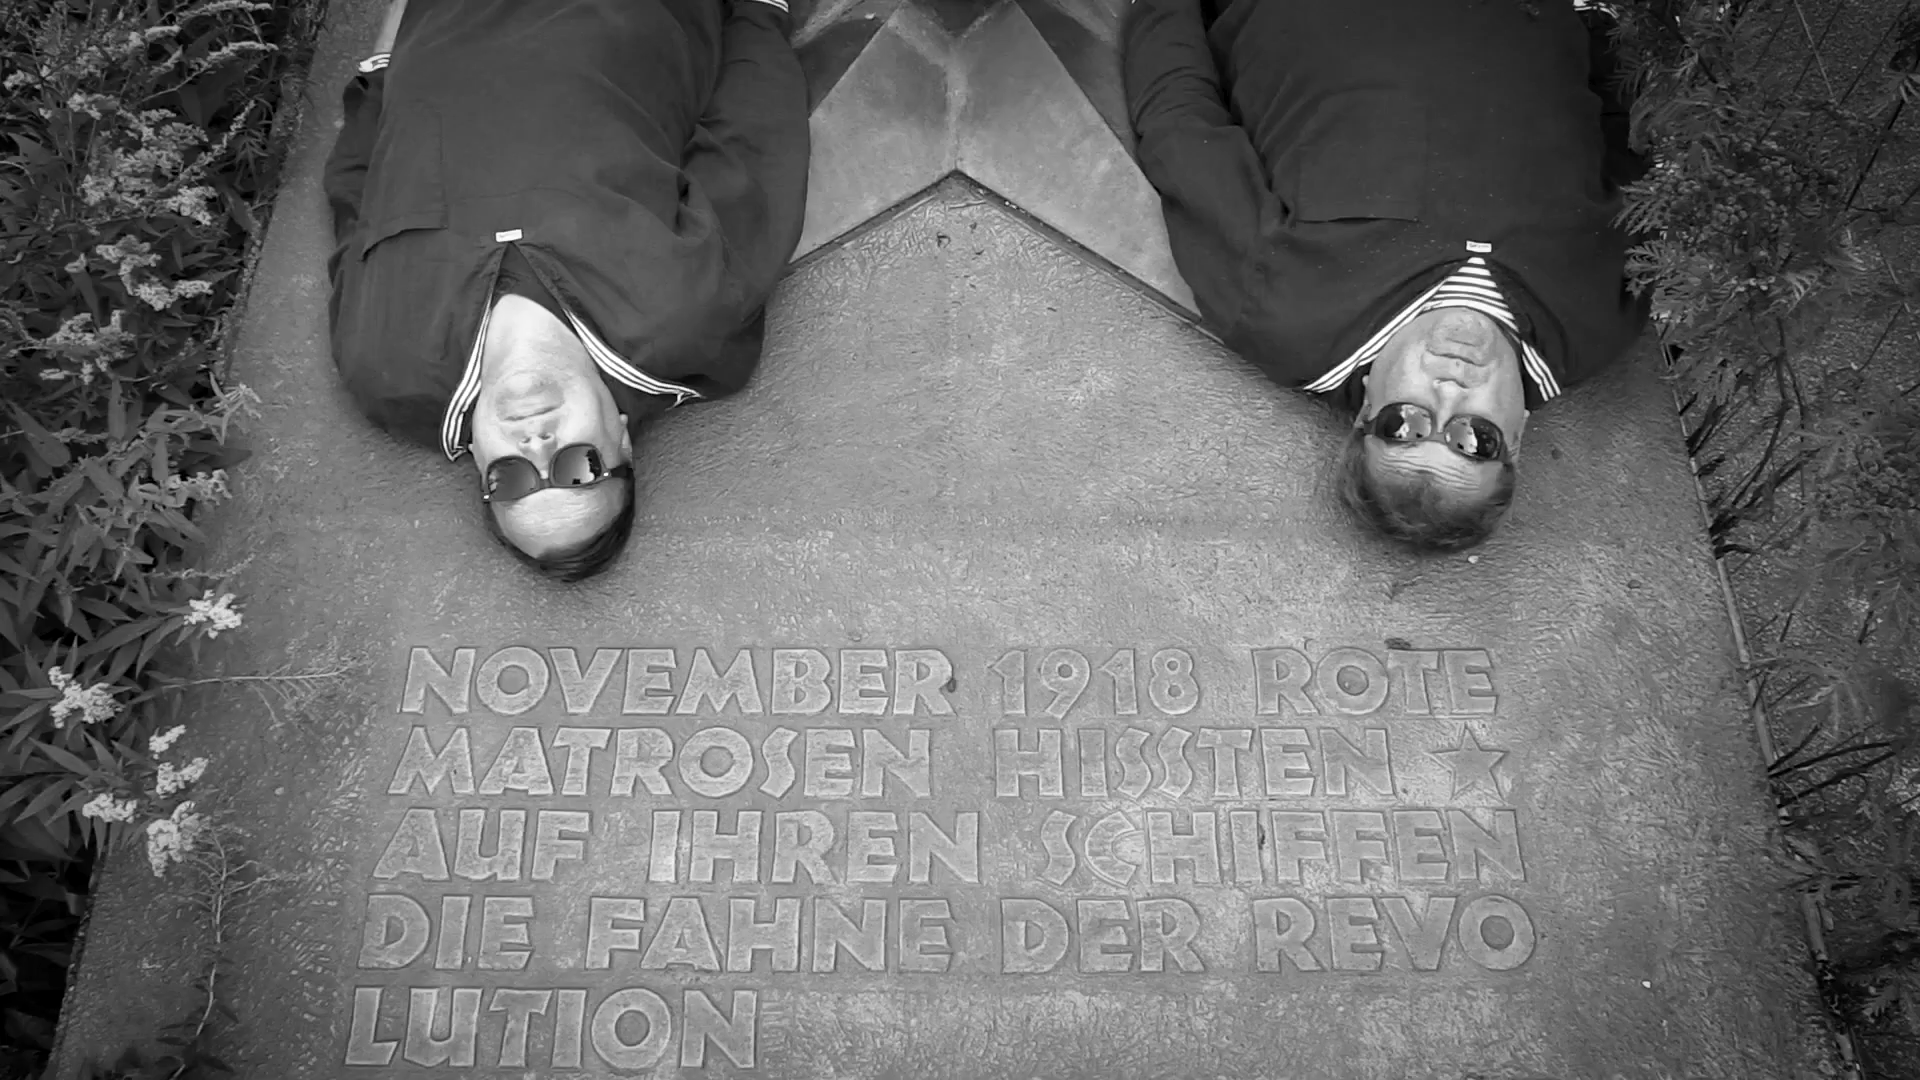 NOVEMBER 1918 ROTE
MATROSEN HISSTEN ★
AUF IHREN SCHIFFEN
DIE FAHNE DER REVO
LUTION